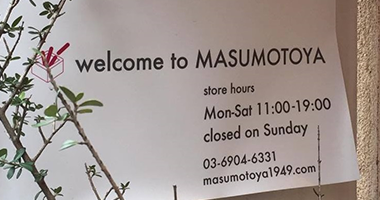 welcome to MASUMOTOYA
store hours
Mon-Sat 11:00-19:00
closed on Sunday
03-6904-6331
masumotoya1949.com